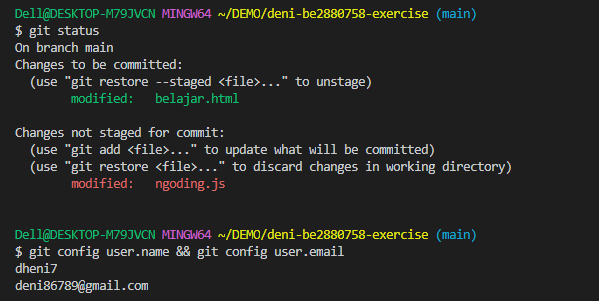 Dell@DESKTOP-M79JVCN MINGW64 ~/DEMO/deni-be2880758-exercise (main)
$ git status
On branch main
Changes to be committed:
  (use "git restore --staged <file>..." to unstage)
        modified:   belajar.html

Changes not staged for commit:
  (use "git add <file>..." to update what will be committed)
  (use "git restore <file>..." to discard changes in working directory)
        modified:   ngoding.js

Dell@DESKTOP-M79JVCN MINGW64 ~/DEMO/deni-be2880758-exercise (main)
$ git config user.name && git config user.email
dheni7
deni86789@gmail.com